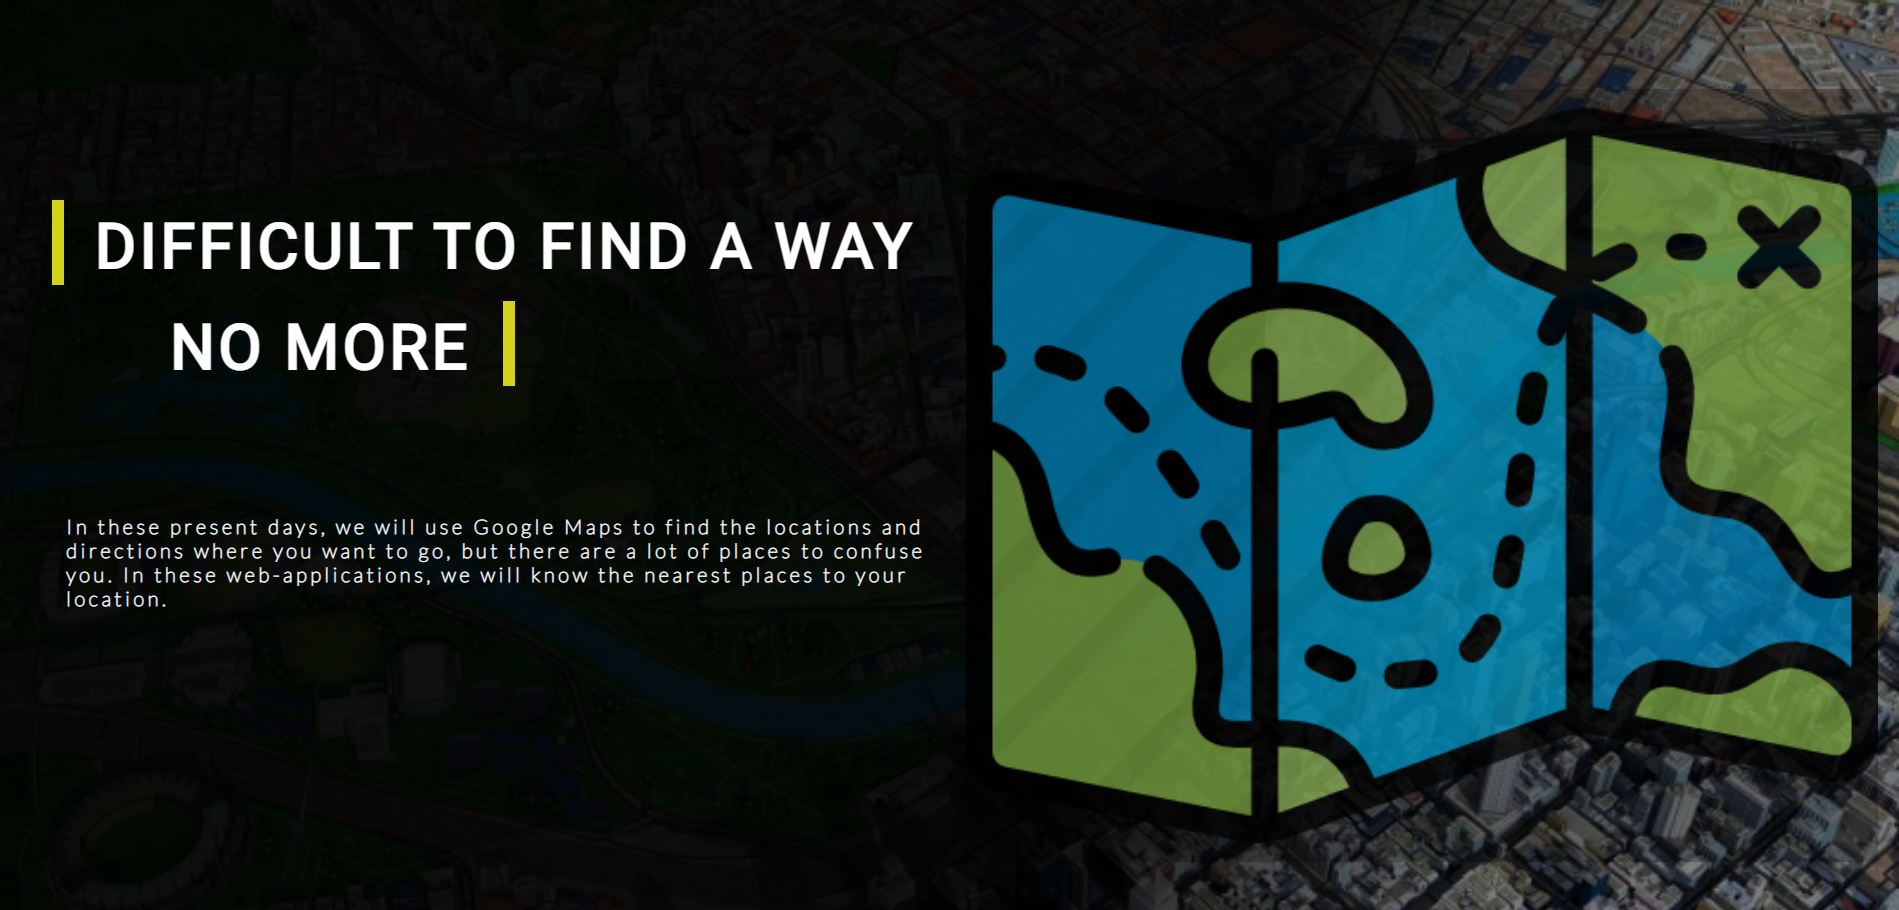 DIFFICULT TO FIND A WAY
NO MORE
In these present days, we will use Google Maps to find the locations and
directions where you want to go, but there are a lot of places to confuse
you. In these web-applications, we will know the nearest places to your
location.